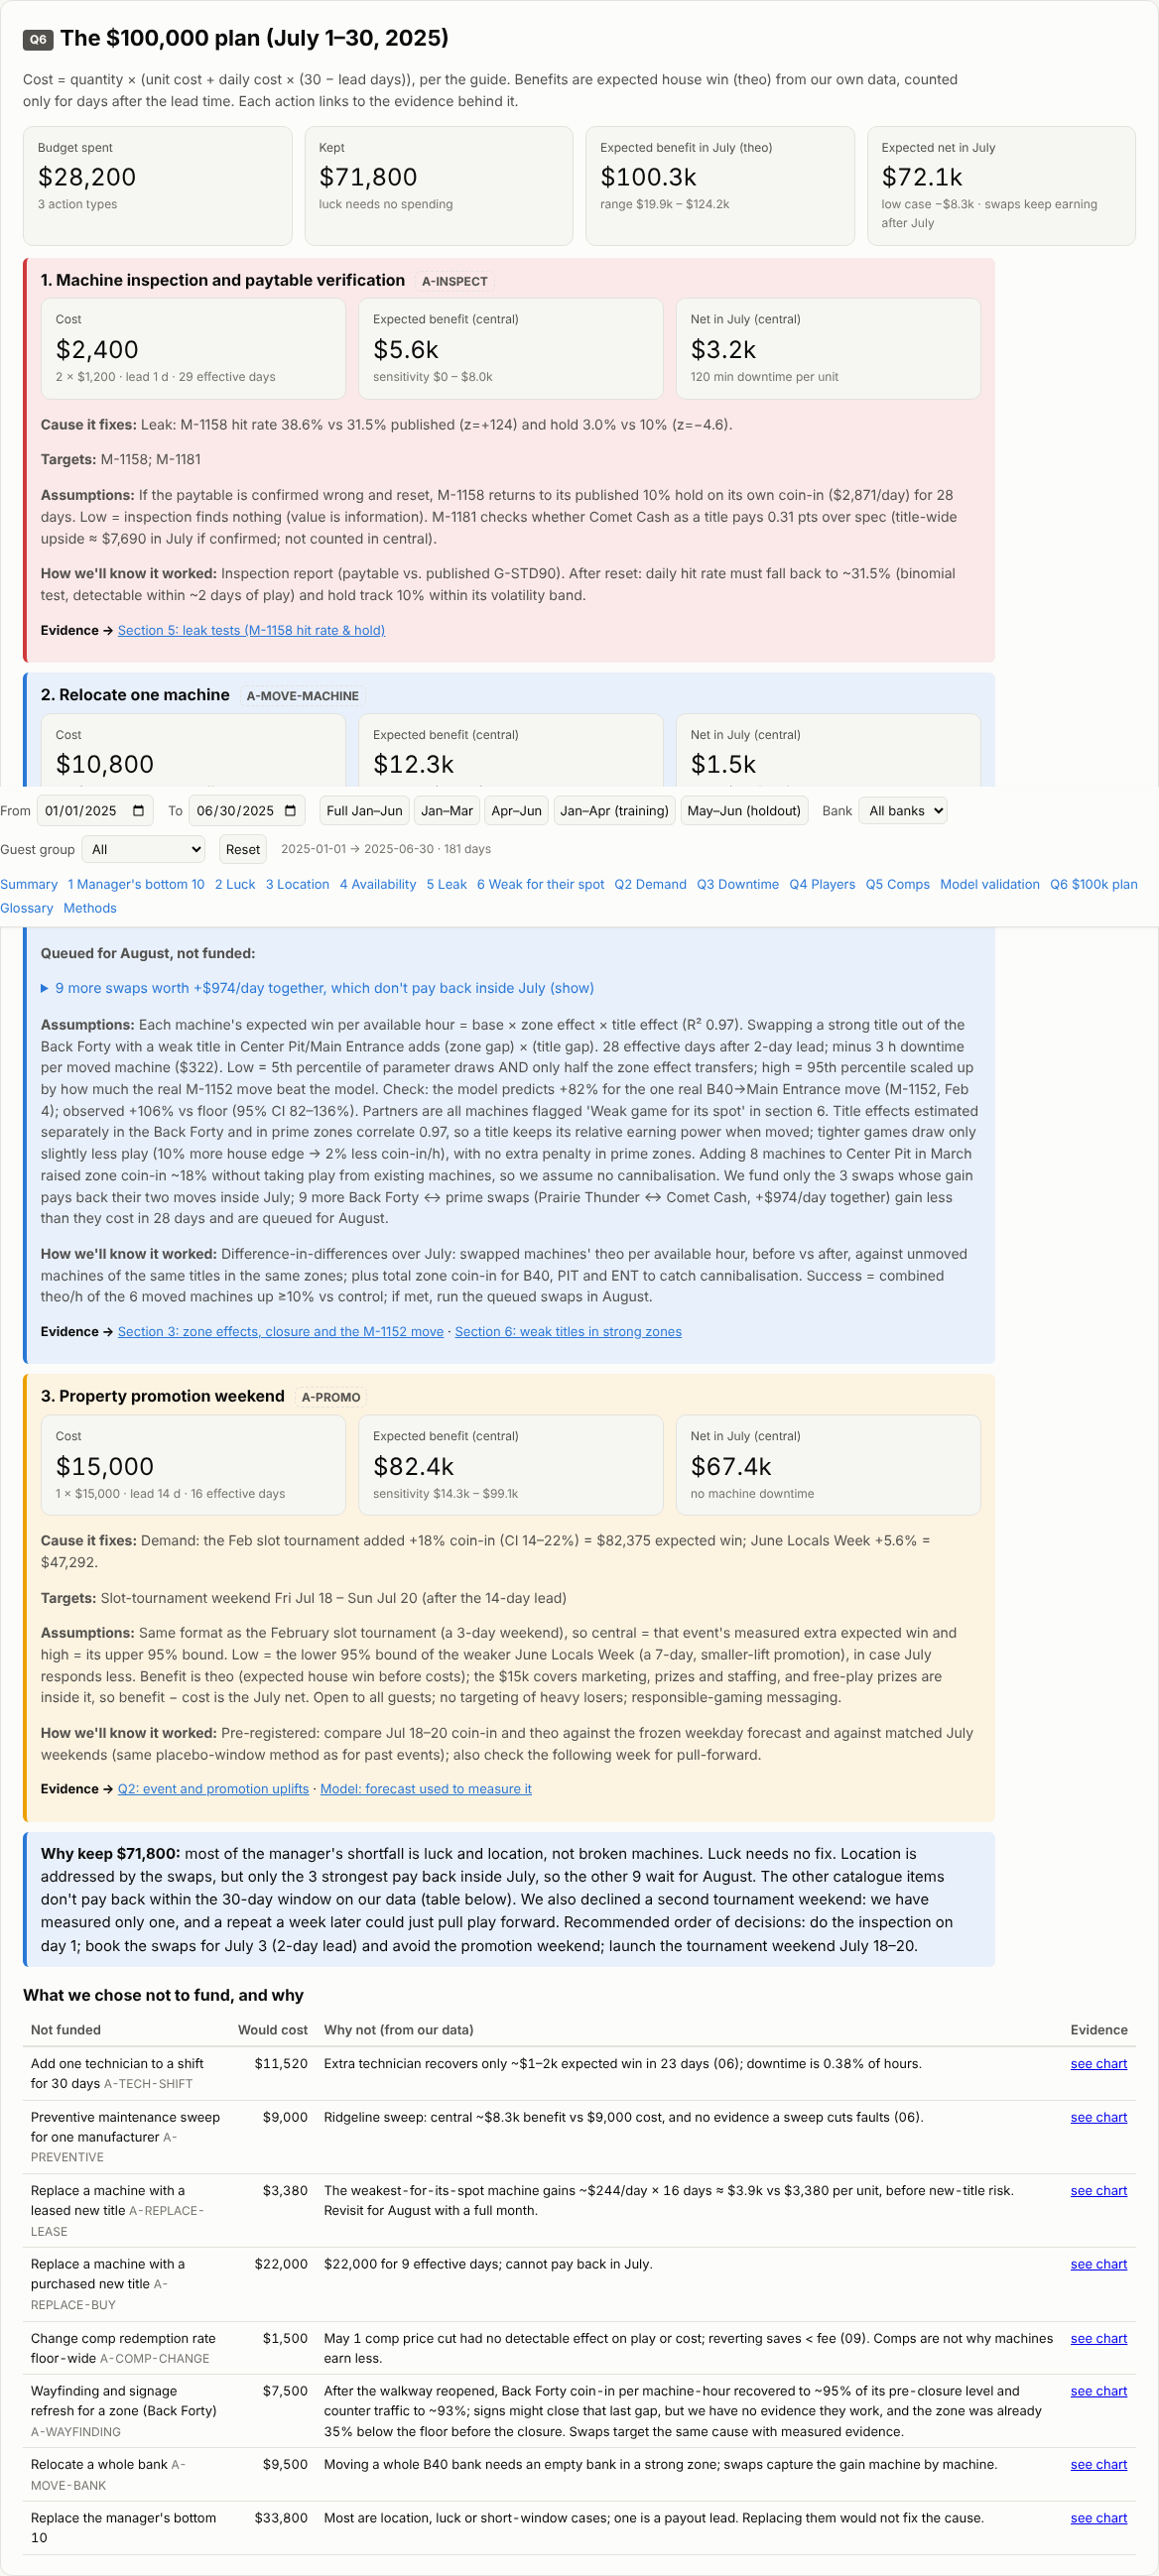 Q6 The $100,000 plan (July 1–30, 2025)
Cost = quantity × (unit cost + daily cost × (30 − lead days)), per the guide. Benefits are expected house win (theo) from our own data, counted
only for days after the lead time. Each action links to the evidence behind it.
Budget spent
$28,200
3 action types
Kept
$71,800
luck needs no spending
Expected benefit in July (theo)
$100.3k
range $19.9k – $124.2k
Expected net in July
$72.1k
low case −$8.3k · swaps keep earning
after July
1. Machine inspection and paytable verification A-INSPECT
Cost
$2,400
2 × $1,200 · lead 1 d · 29 effective days
Expected benefit (central)
$5.6k
sensitivity $0 – $8.0k
Net in July (central)
$3.2k
120 min downtime per unit
Cause it fixes: Leak: M-1158 hit rate 38.6% vs 31.5% published (z=+124) and hold 3.0% vs 10% (z=−4.6).
Targets: M-1158; M-1181
Assumptions: If the paytable is confirmed wrong and reset, M-1158 returns to its published 10% hold on its own coin-in ($2,871/day) for 28
days. Low = inspection finds nothing (value is information). M-1181 checks whether Comet Cash as a title pays 0.31 pts over spec (title-wide
upside ≈ $7,690 in July if confirmed; not counted in central).
How we'll know it worked: Inspection report (paytable vs. published G-STD90). After reset: daily hit rate must fall back to ~31.5% (binomial
test, detectable within ~2 days of play) and hold track 10% within its volatility band.
Evidence → Section 5: leak tests (M-1158 hit rate & hold)
2. Relocate one machine A-MOVE-MACHINE
Cost
$10,800
Expected benefit (central)
$12.3k
Net in July (central)
$1.5k
From 01/01/2025 To 06/30/2025 Full Jan–Jun Jan–Mar Apr–Jun Jan–Apr (training) May–Jun (holdout) Bank All banks
Guest group All Reset 2025-01-01 → 2025-06-30 · 181 days
Summary 1 Manager's bottom 10 2 Luck 3 Location 4 Availability 5 Leak 6 Weak for their spot Q2 Demand Q3 Downtime Q4 Players Q5 Comps Model validation Q6 $100k plan
Glossary Methods
Queued for August, not funded:
▶ 9 more swaps worth +$974/day together, which don't pay back inside July (show)
Assumptions: Each machine's expected win per available hour = base × zone effect × title effect (R² 0.97). Swapping a strong title out of the
Back Forty with a weak title in Center Pit/Main Entrance adds (zone gap) × (title gap). 28 effective days after 2-day lead; minus 3 h downtime
per moved machine ($322). Low = 5th percentile of parameter draws AND only half the zone effect transfers; high = 95th percentile scaled up
by how much the real M-1152 move beat the model. Check: the model predicts +82% for the one real B40→Main Entrance move (M-1152, Feb
4); observed +106% vs floor (95% CI 82–136%). Partners are all machines flagged 'Weak game for its spot' in section 6. Title effects estimated
separately in the Back Forty and in prime zones correlate 0.97, so a title keeps its relative earning power when moved; tighter games draw only
slightly less play (10% more house edge → 2% less coin-in/h), with no extra penalty in prime zones. Adding 8 machines to Center Pit in March
raised zone coin-in ~18% without taking play from existing machines, so we assume no cannibalisation. We fund only the 3 swaps whose gain
pays back their two moves inside July; 9 more Back Forty ↔ prime swaps (Prairie Thunder ↔ Comet Cash, +$974/day together) gain less
than they cost in 28 days and are queued for August.
How we'll know it worked: Difference-in-differences over July: swapped machines' theo per available hour, before vs after, against unmoved
machines of the same titles in the same zones; plus total zone coin-in for B40, PIT and ENT to catch cannibalisation. Success = combined
theo/h of the 6 moved machines up ≥10% vs control; if met, run the queued swaps in August.
Evidence → Section 3: zone effects, closure and the M-1152 move · Section 6: weak titles in strong zones
3. Property promotion weekend A-PROMO
Cost
$15,000
1 × $15,000 · lead 14 d · 16 effective days
Expected benefit (central)
$82.4k
sensitivity $14.3k – $99.1k
Net in July (central)
$67.4k
no machine downtime
Cause it fixes: Demand: the Feb slot tournament added +18% coin-in (CI 14–22%) = $82,375 expected win; June Locals Week +5.6% =
$47,292.
Targets: Slot-tournament weekend Fri Jul 18 – Sun Jul 20 (after the 14-day lead)
Assumptions: Same format as the February slot tournament (a 3-day weekend), so central = that event's measured extra expected win and
high = its upper 95% bound. Low = the lower 95% bound of the weaker June Locals Week (a 7-day, smaller-lift promotion), in case July
responds less. Benefit is theo (expected house win before costs); the $15k covers marketing, prizes and staffing, and free-play prizes are
inside it, so benefit − cost is the July net. Open to all guests; no targeting of heavy losers; responsible-gaming messaging.
How we'll know it worked: Pre-registered: compare Jul 18–20 coin-in and theo against the frozen weekday forecast and against matched July
weekends (same placebo-window method as for past events); also check the following week for pull-forward.
Evidence → Q2: event and promotion uplifts · Model: forecast used to measure it
Why keep $71,800: most of the manager's shortfall is luck and location, not broken machines. Luck needs no fix. Location is
addressed by the swaps, but only the 3 strongest pay back inside July, so the other 9 wait for August. The other catalogue items
don't pay back within the 30-day window on our data (table below). We also declined a second tournament weekend: we have
measured only one, and a repeat a week later could just pull play forward. Recommended order of decisions: do the inspection on
day 1; book the swaps for July 3 (2-day lead) and avoid the promotion weekend; launch the tournament weekend July 18–20.
What we chose not to fund, and why
Not funded Would cost Why not (from our data) Evidence
Add one technician to a shift
for 30 days A-TECH-SHIFT
$11,520
Extra technician recovers only ~$1–2k expected win in 23 days (06); downtime is 0.38% of hours.
see chart
Preventive maintenance sweep
for one manufacturer A-
PREVENTIVE
$9,000
Ridgeline sweep: central ~$8.3k benefit vs $9,000 cost, and no evidence a sweep cuts faults (06).
see chart
Replace a machine with a
leased new title A-REPLACE-
LEASE
$3,380
The weakest-for-its-spot machine gains ~$244/day × 16 days ≈ $3.9k vs $3,380 per unit, before new-title risk.
Revisit for August with a full month.
see chart
Replace a machine with a
purchased new title A-
REPLACE-BUY
$22,000
$22,000 for 9 effective days; cannot pay back in July.
see chart
Change comp redemption rate
floor-wide A-COMP-CHANGE
$1,500
May 1 comp price cut had no detectable effect on play or cost; reverting saves < fee (09). Comps are not why machines
earn less.
see chart
Wayfinding and signage
refresh for a zone (Back Forty)
A-WAYFINDING
$7,500
After the walkway reopened, Back Forty coin-in per machine-hour recovered to ~95% of its pre-closure level and
counter traffic to ~93%; signs might close that last gap, but we have no evidence they work, and the zone was already
35% below the floor before the closure. Swaps target the same cause with measured evidence.
see chart
Relocate a whole bank A-
MOVE-BANK
$9,500
Moving a whole B40 bank needs an empty bank in a strong zone; swaps capture the gain machine by machine.
see chart
Replace the manager's bottom
10
$33,800
Most are location, luck or short-window cases; one is a payout lead. Replacing them would not fix the cause.
see chart